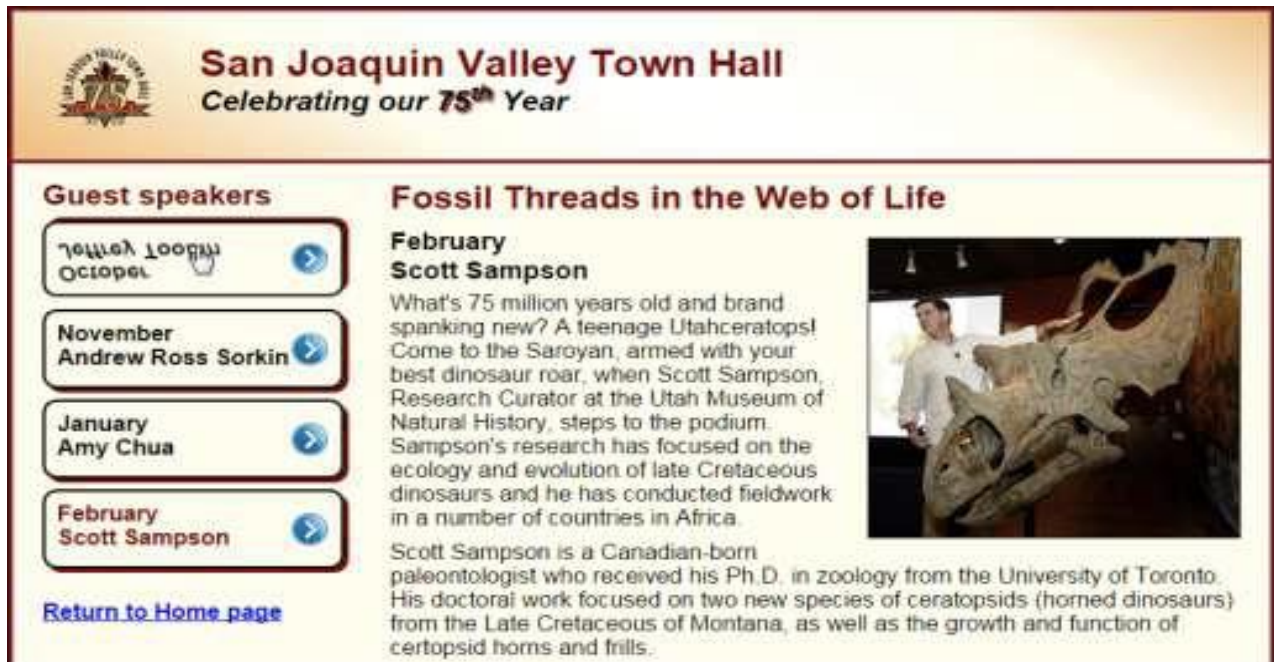 San Joaquin Valley Town Hall
Celebrating our 75th Year
Guest speakers
October
Jeffrey Toobin
November
Andrew Ross Sorkin
January
Amy Chua
February
Scott Sampson
Return to Home page
Fossil Threads in the Web of Life
February
Scott Sampson
What's 75 million years old and brand
spanking new? A teenage Utahceratops!
Come to the Saroyan, armed with your
best dinosaur roar, when Scott Sampson,
Research Curator at the Utah Museum of
Natural History, steps to the podium.
Sampson's research has focused on the
ecology and evolution of late Cretaceous
dinosaurs and he has conducted fieldwork
in a number of countries in Africa.
Scott Sampson is a Canadian-born
paleontologist who received his Ph.D. in zoology from the University of Toronto.
His doctoral work focused on two new species of ceratopsids (horned dinosaurs)
from the Late Cretaceous of Montana, as well as the growth and function of
certopsid horns and frills.